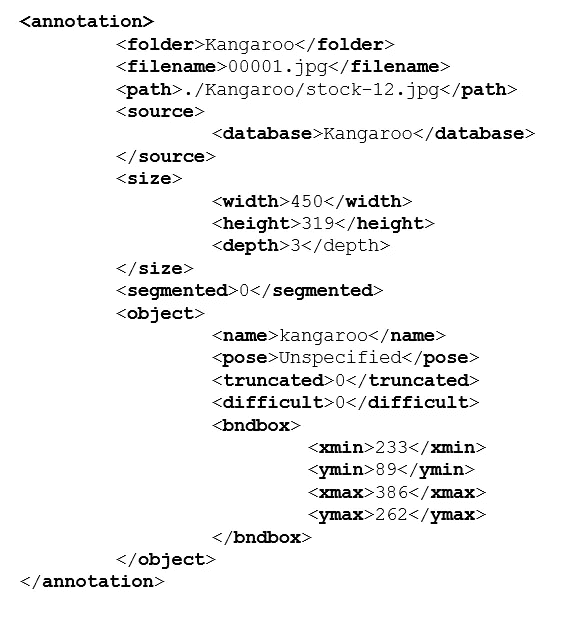 <annotation>
<folder>Kangaroo</folder>
<filename>00001.jpg</filename>
<path>./Kangaroo/stock-12.jpg</path>
<source>
<database>Kangaroo</database>
</source>
<size>
<width>450</width>
<height>319</height>
<depth>3</depth>
</size>
<segmented>0</segmented>
<object>
<name>kangaroo</name>
<pose>Unspecified</pose>
<truncated>0</truncated>
<difficult>0</difficult>
<bndbox>
<xmin>233</xmin>
<ymin>89</ymin>
<xmax>386</xmax>
<ymax>262</ymax>
</bndbox>
</object>
</annotation>